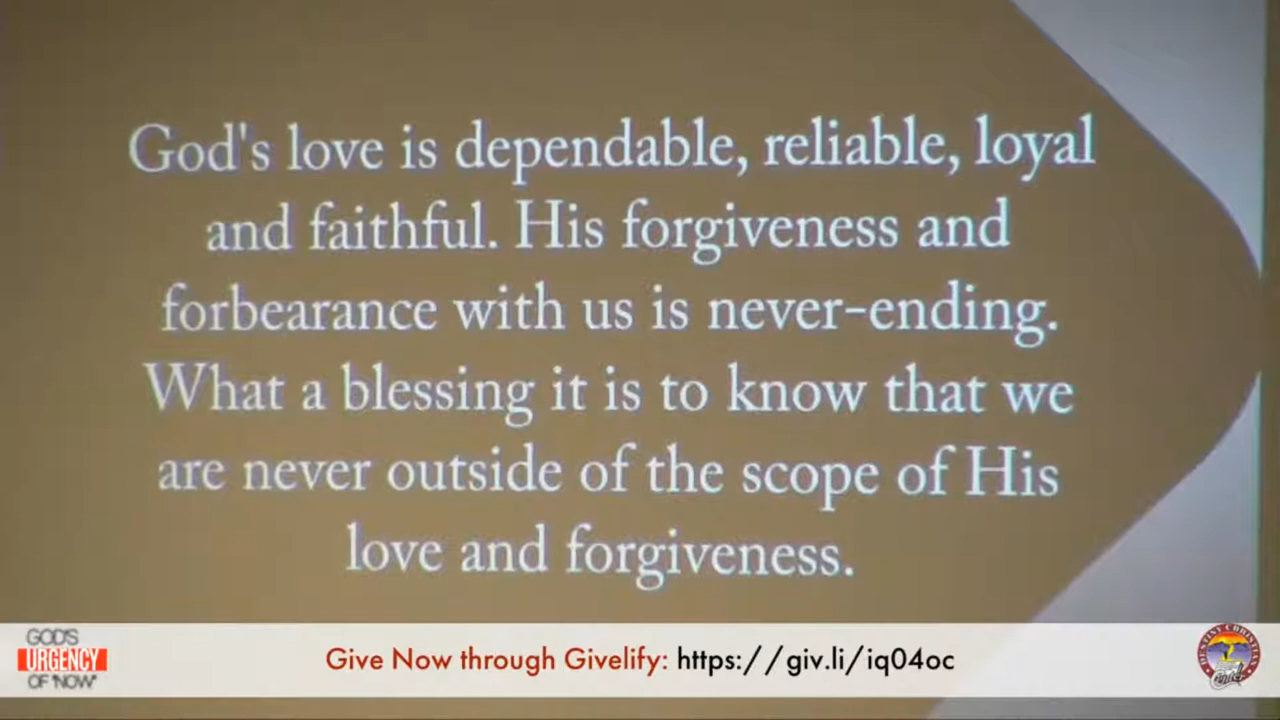 God's love is dependable, reliable, loyal
and faithful. His forgiveness and
forbearance with us is never-ending.
What a blessing it is to know that we
are never outside of the scope of His
love and forgiveness.
GOD'S
URGENCY
OF "NOW"
Give Now through Givelify: https://giv.li/iq04oc
DESTINY CHRISTIAN